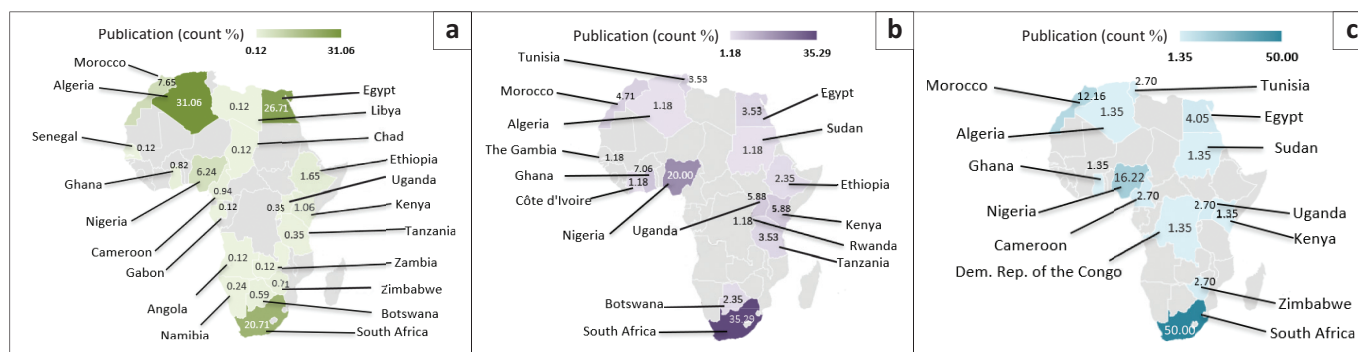 Publication (count %)
0.12 31.06
a
Morocco
7.65
Algeria
31.06
0.12
26.71
Egypt
Libya
Senegal
0.12
0.12
Chad
0.82
Ghana
6.24
1.65
Ethiopia
Uganda
0.94
0.12
0.35
1.06
Kenya
Nigeria
0.35
Tanzania
Cameroon
Gabon
0.12
0.12
Zambia
Angola
0.24
0.59
0.71
Zimbabwe
Botswana
Namibia
20.71
South Africa
Publication (count %)
1.18 35.29
b
Tunisia
3.53
Morocco
4.71
1.18
3.53
Egypt
Algeria
Sudan
The Gambia
1.18
1.18
Ghana
7.06
1.18
20.00
2.35
Ethiopia
Côte d'Ivoire
5.88
5.88
Kenya
Nigeria
Uganda
1.18
Rwanda
3.53
Tanzania
Botswana
2.35
South Africa
35.29
Publication (count %)
1.35 50.00
c
2.70
Tunisia
Morocco
12.16
1.35
4.05
Egypt
Algeria
Sudan
1.35
Ghana
1.35
16.22
Nigeria
2.70
2.70
Uganda
1.35
Kenya
Cameroon
1.35
Dem. Rep. of the Congo
2.70
Zimbabwe
50.00
South Africa